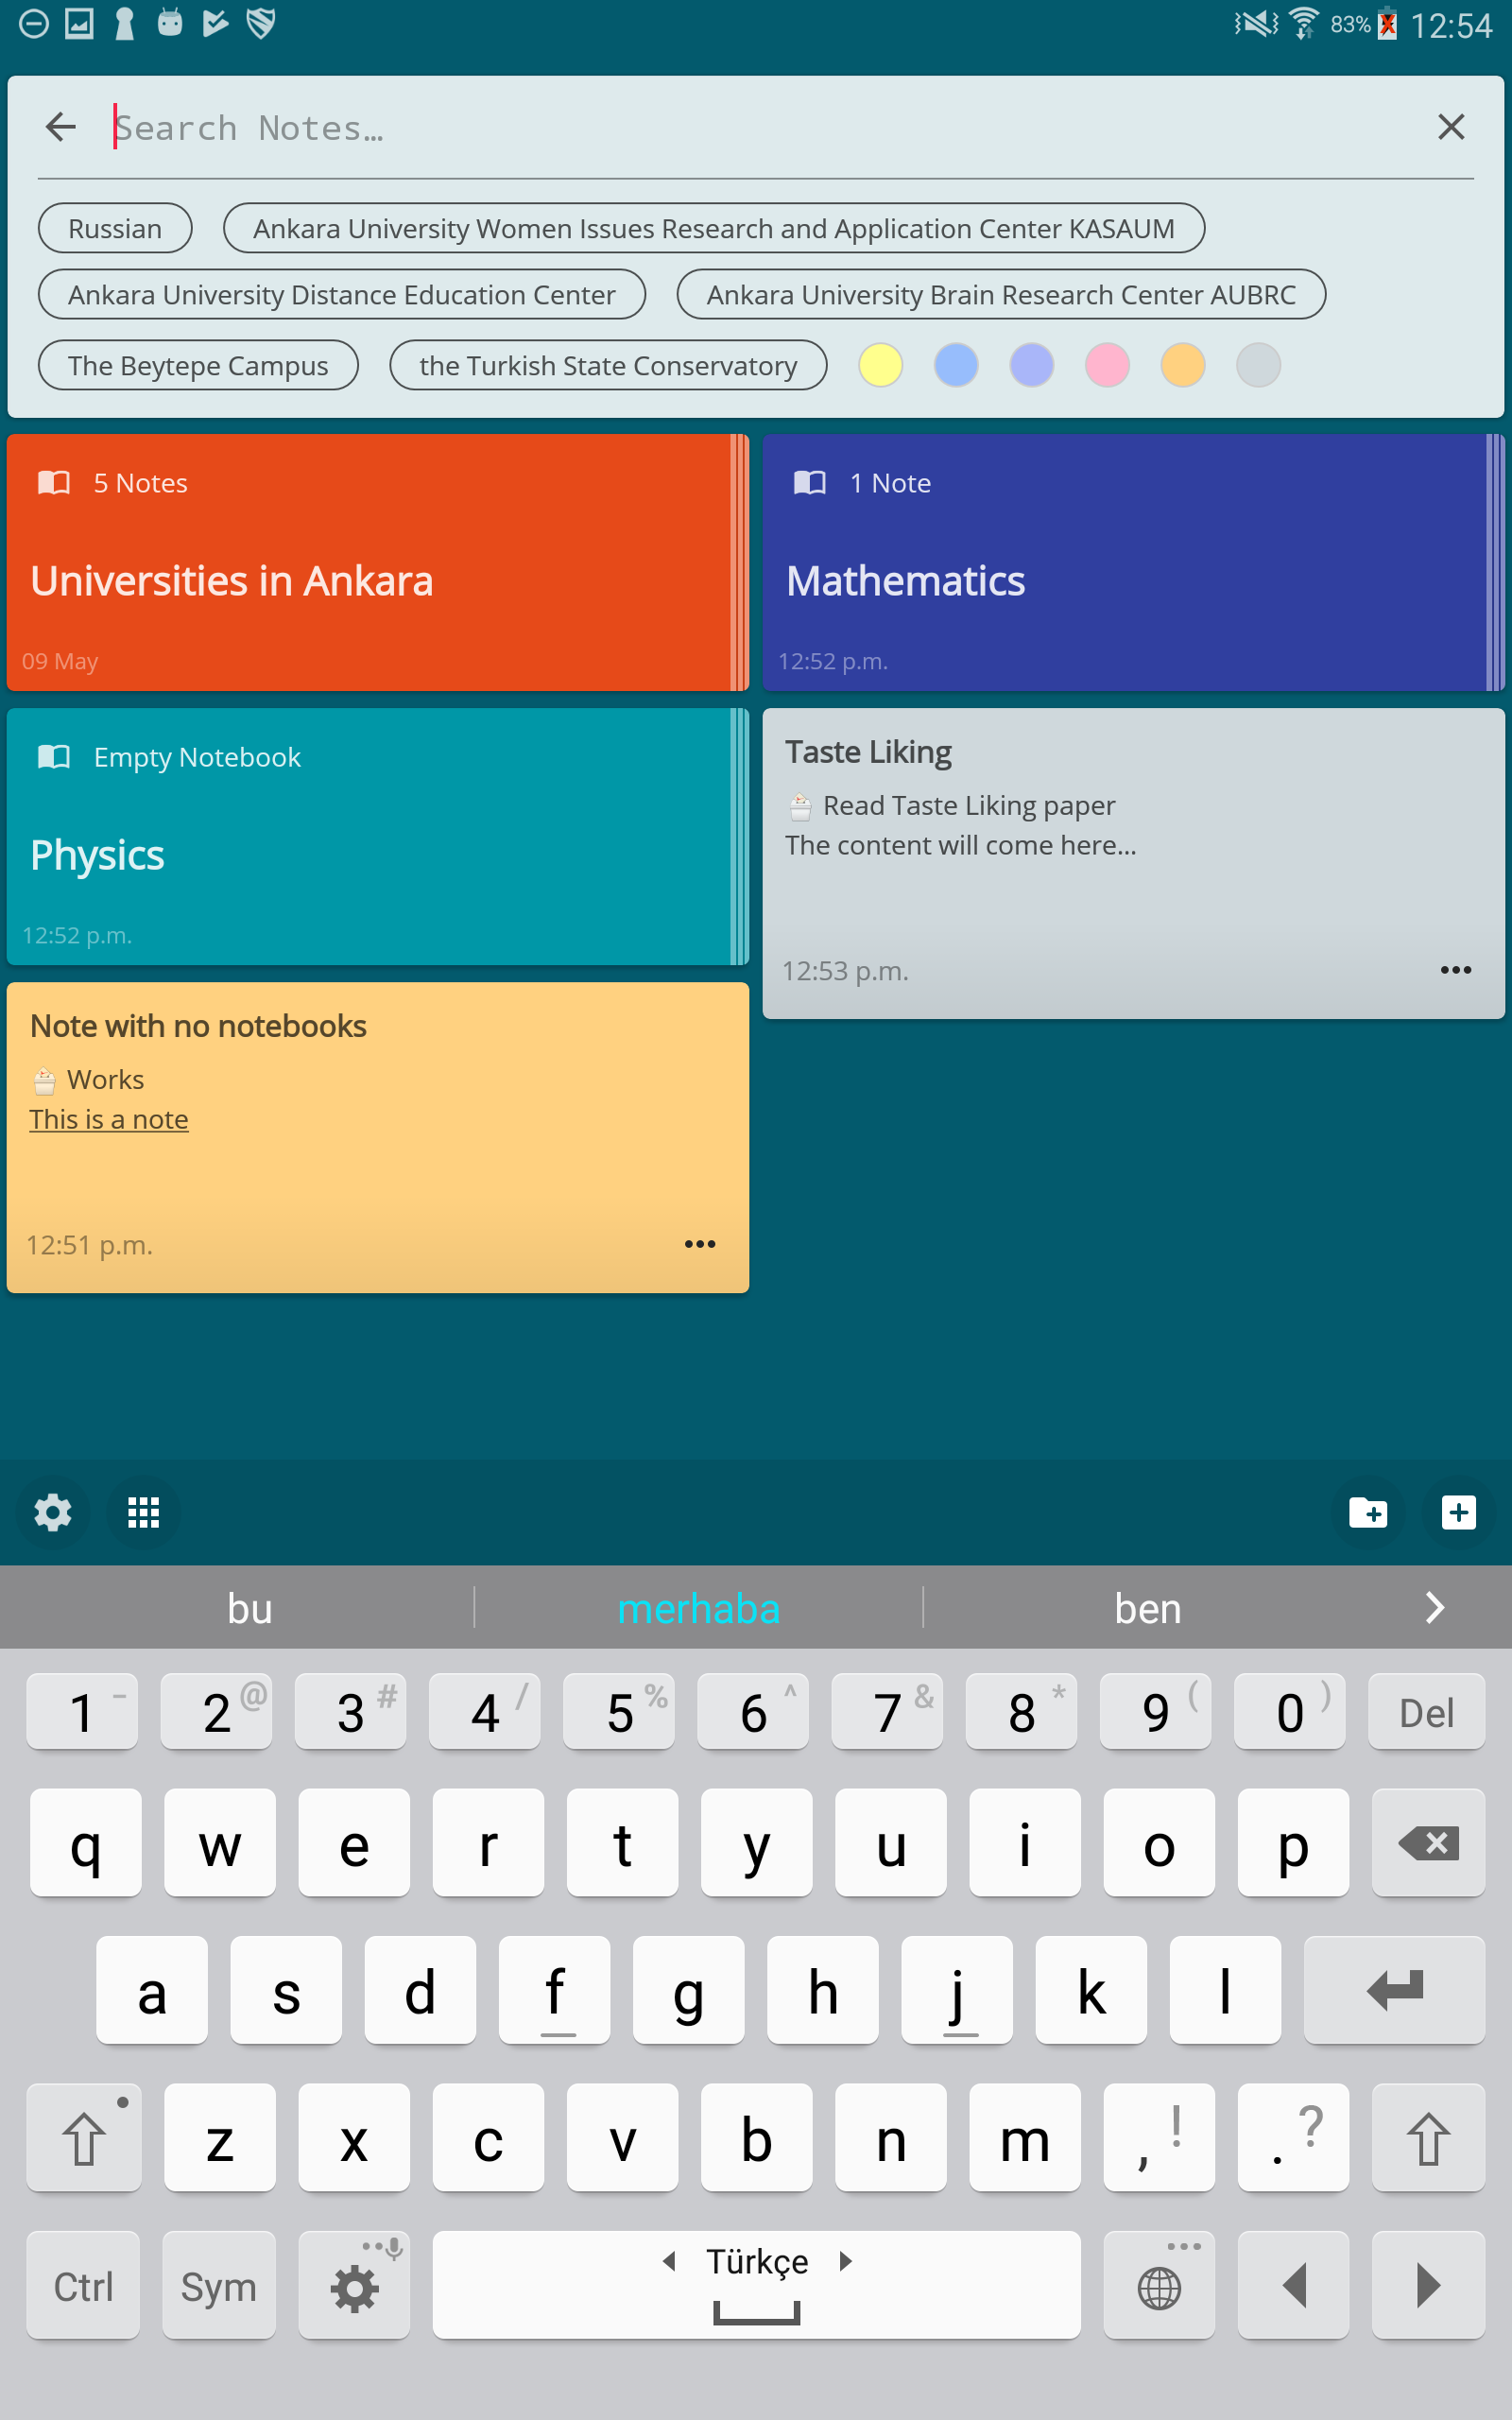 83% 12:54
Search Notes…
Russian
Ankara University Women Issues Research and Application Center KASAUM
Ankara University Distance Education Center
Ankara University Brain Research Center AUBRC
The Beytepe Campus
the Turkish State Conservatory
5 Notes
Universities in Ankara
09 May
1 Note
Mathematics
12:52 p.m.
Empty Notebook
Physics
12:52 p.m.
Taste Liking
Read Taste Liking paper
The content will come here...
12:53 p.m.
Note with no notebooks
Works
This is a note
12:51 p.m.
bu merhaba ben
1 - 2 @ 3 # 4 / 5 % 6 ^ 7 & 8 * 9 ( 0 ) Del
q w e r t y u i o p
a s d f g h j k l
z x c v b n m , ! . ?
Ctrl Sym Türkçe